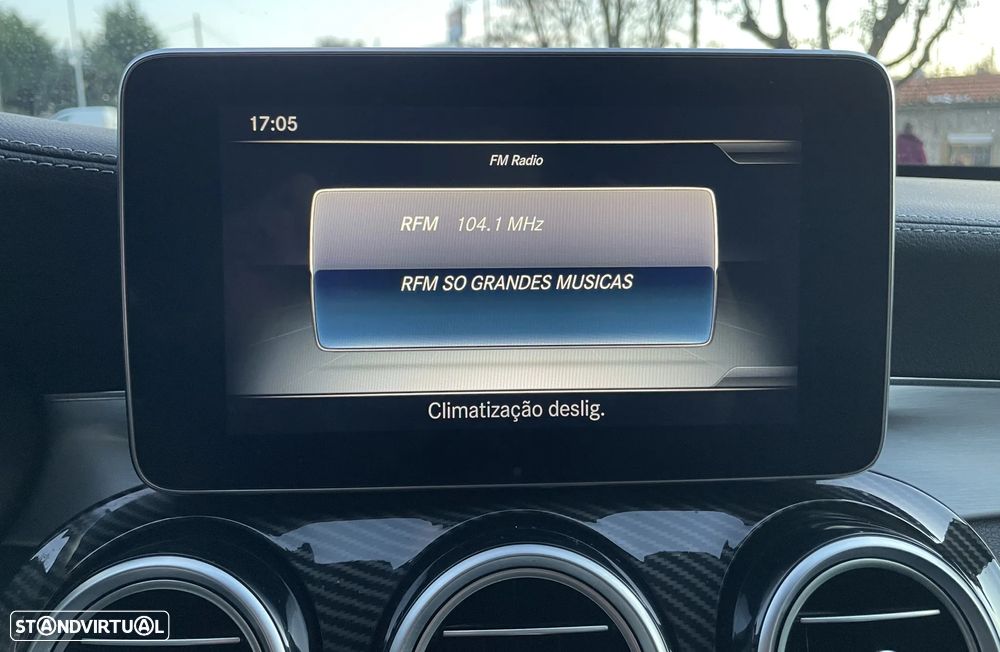 17:05
FM Radio
RFM 104.1 MHz
RFM SO GRANDES MUSICAS
Climatização deslig.
STANDVIRTUAL